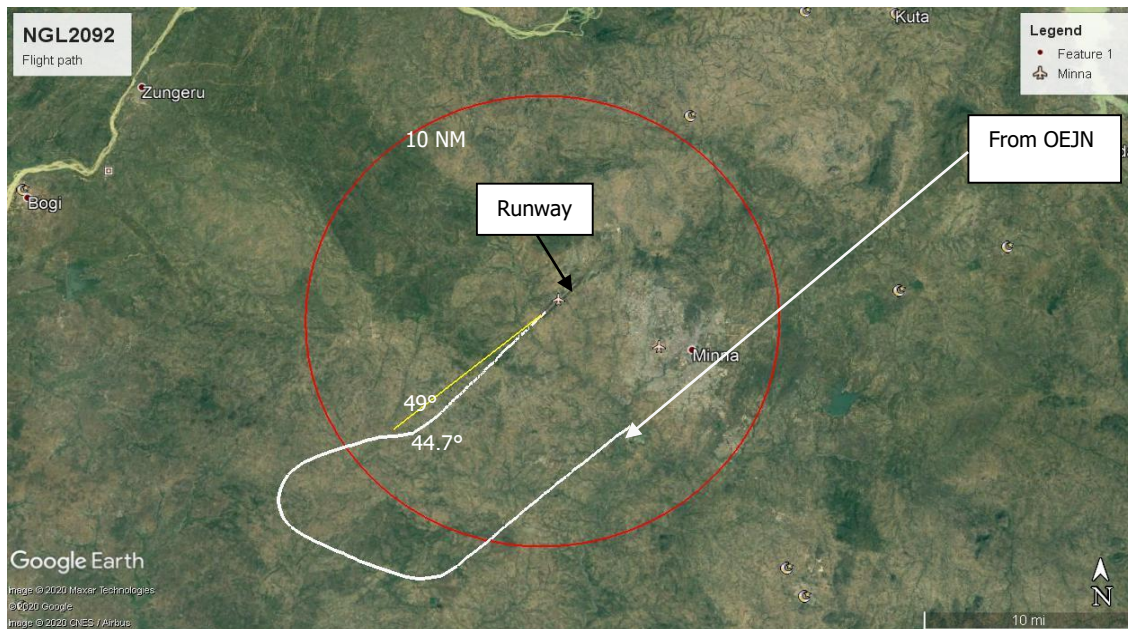 NGL2092
Flight path
Kuta
Legend
Feature 1
Minna
Zungeru
10 NM
From OEJN
Bogi
Runway
Minna
49°
44.7°
Google Earth
Image © 2020 Maxar Technologies
© 2020 Google
Image © 2020 CNES / Airbus
N
10 mi